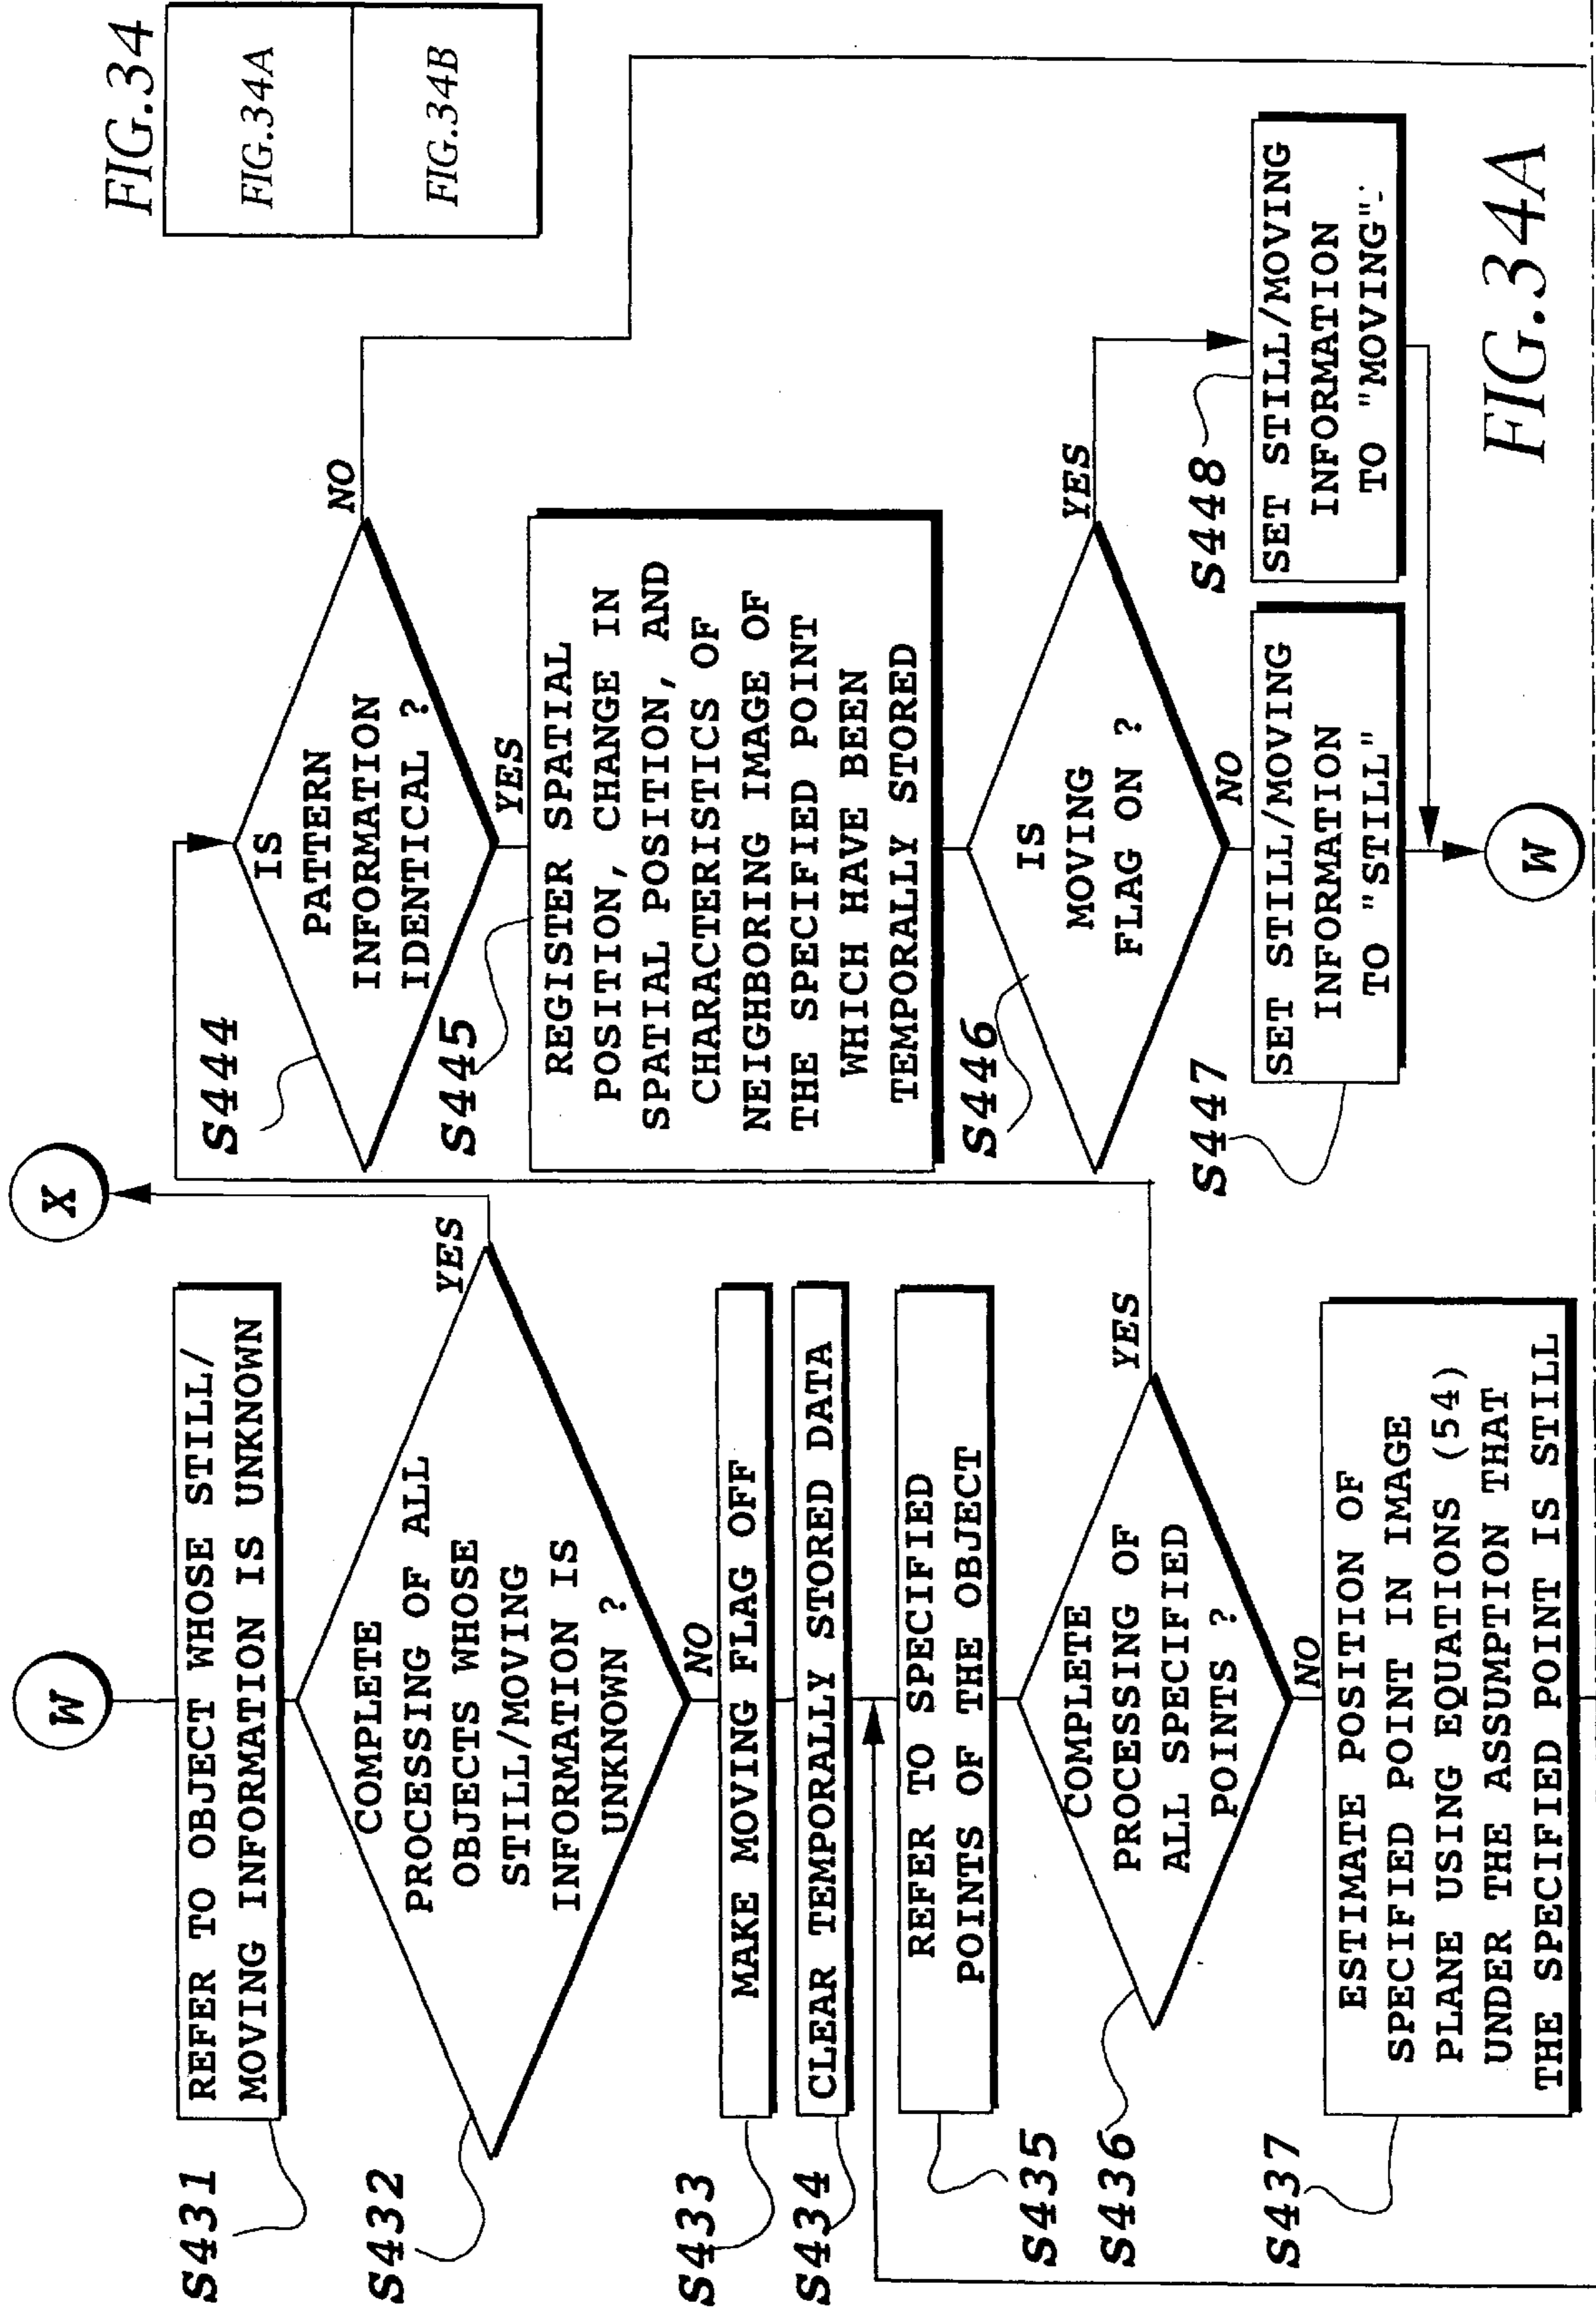 FIG.34
FIG.34A
FIG.34B
W
S431
REFER TO OBJECT WHOSE STILL/
MOVING INFORMATION IS UNKNOWN
S432
COMPLETE
PROCESSING OF ALL
OBJECTS WHOSE
STILL/MOVING
INFORMATION IS
UNKNOWN ?
YES
X
NO
S433
MAKE MOVING FLAG OFF
S434
CLEAR TEMPORALLY STORED DATA
S435
REFER TO SPECIFIED
POINTS OF THE OBJECT
S436
COMPLETE
PROCESSING OF
ALL SPECIFIED
POINTS ?
YES
NO
S437
ESTIMATE POSITION OF
SPECIFIED POINT IN IMAGE
PLANE USING EQUATIONS (54)
UNDER THE ASSUMPTION THAT
THE SPECIFIED POINT IS STILL
S444
IS
PATTERN
INFORMATION
IDENTICAL ?
NO
YES
S445
REGISTER SPATIAL
POSITION, CHANGE IN
SPATIAL POSITION, AND
CHARACTERISTICS OF
NEIGHBORING IMAGE OF
THE SPECIFIED POINT
WHICH HAVE BEEN
TEMPORALLY STORED
S446
IS
MOVING
FLAG ON ?
YES
NO
S447
SET STILL/MOVING
INFORMATION
TO "STILL"
S448
SET STILL/MOVING
INFORMATION
TO "MOVING"
W
FIG.34A